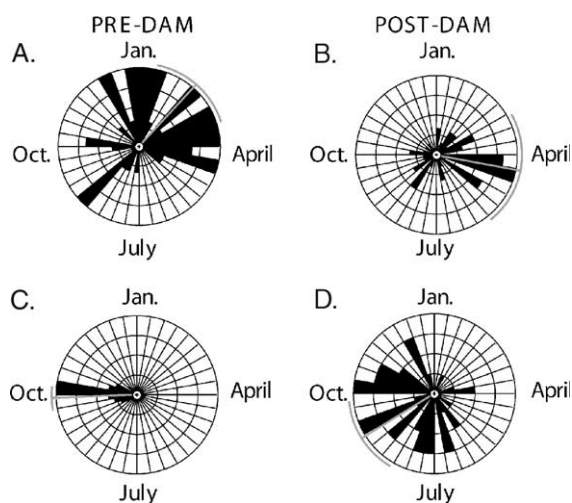 PRE-DAM
POST-DAM
A.
Jan.
Oct.
April
July
B.
Jan.
Oct.
April
July
C.
Jan.
Oct.
April
July
D.
Jan.
Oct.
April
July